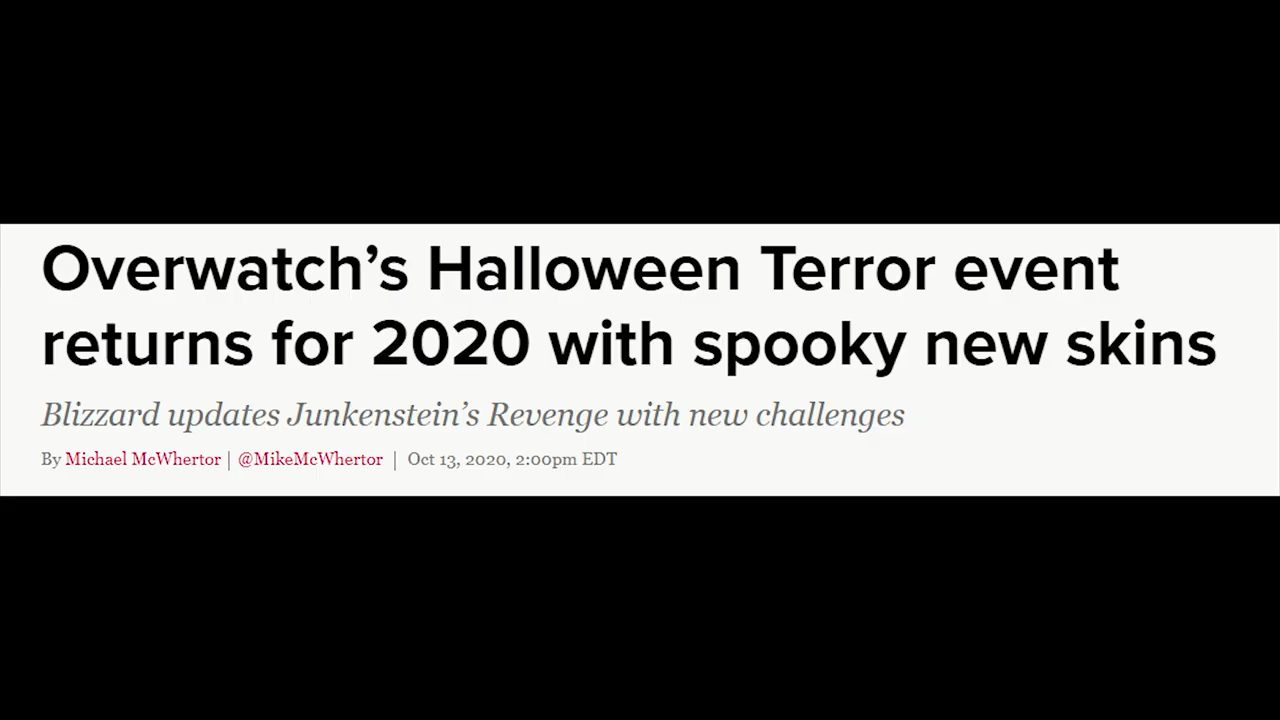 Overwatch’s Halloween Terror event
returns for 2020 with spooky new skins
Blizzard updates Junkenstein’s Revenge with new challenges
By Michael McWhertor | @MikeMcWhertor | Oct 13, 2020, 2:00pm EDT